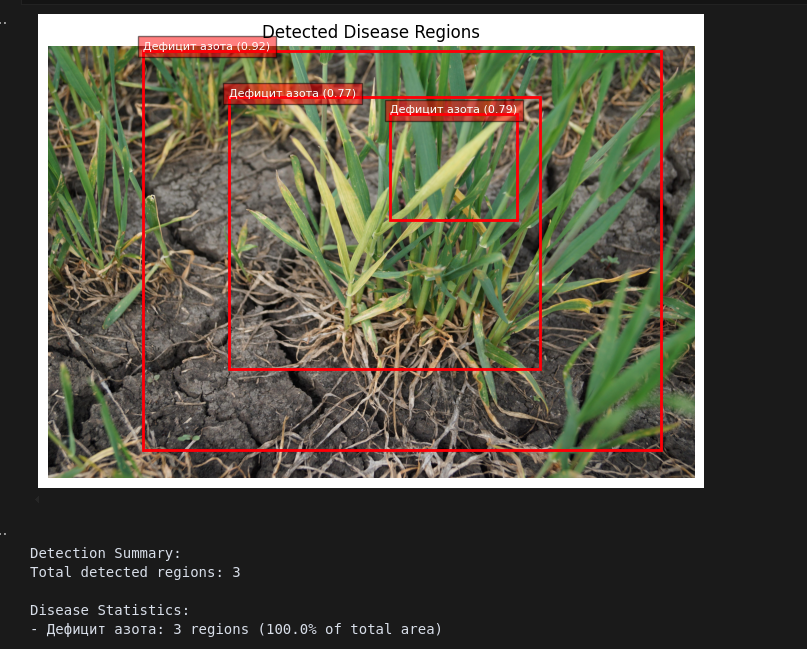 Detected Disease Regions
Дефицит азота (0.92)
Дефицит азота (0.77)
Дефицит азота (0.79)
Detection Summary:
Total detected regions: 3
Disease Statistics:
- Дефицит азота: 3 regions (100.0% of total area)